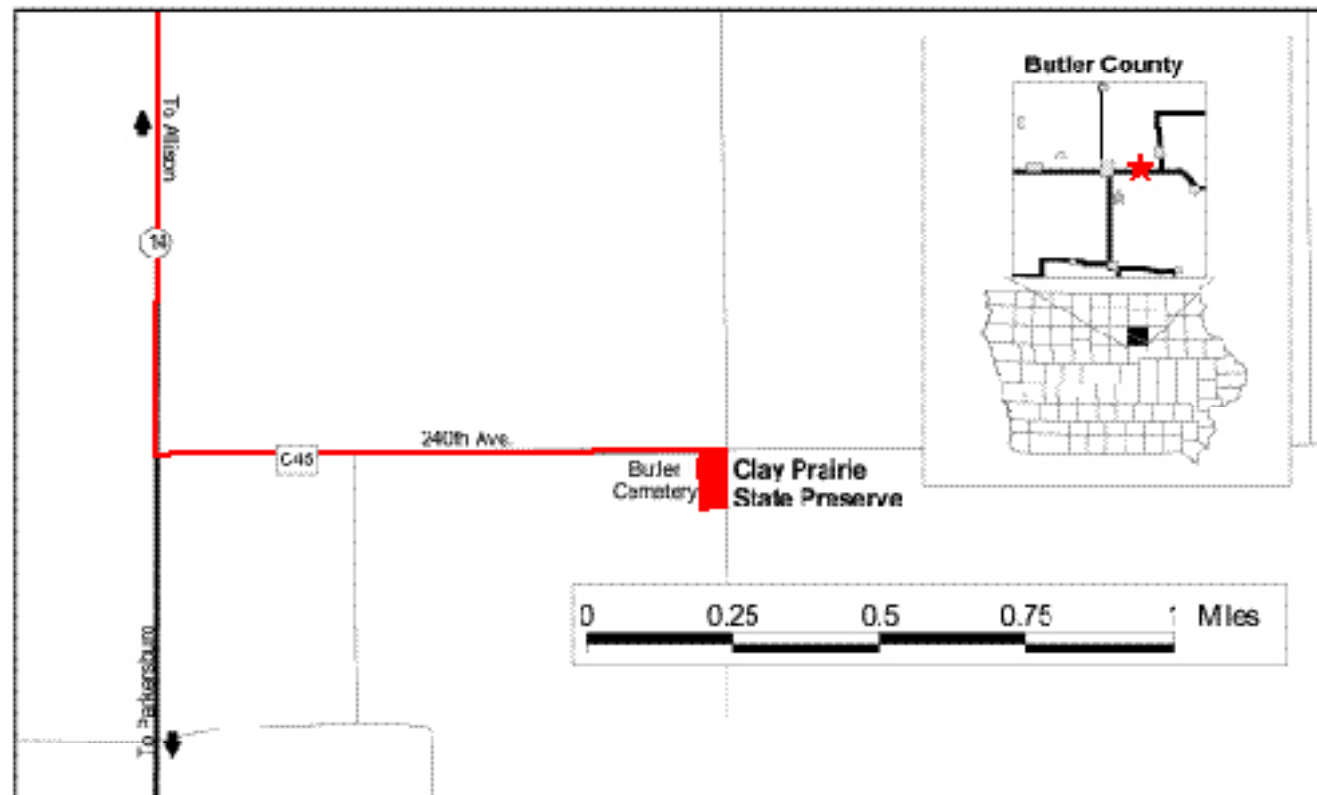 Butler County
To Allison
14
240th Ave.
C-45
Butler
Cemetery
Clay Prairie
State Preserve
0 0.25 0.5 0.75 1 Miles
To Parkersburg